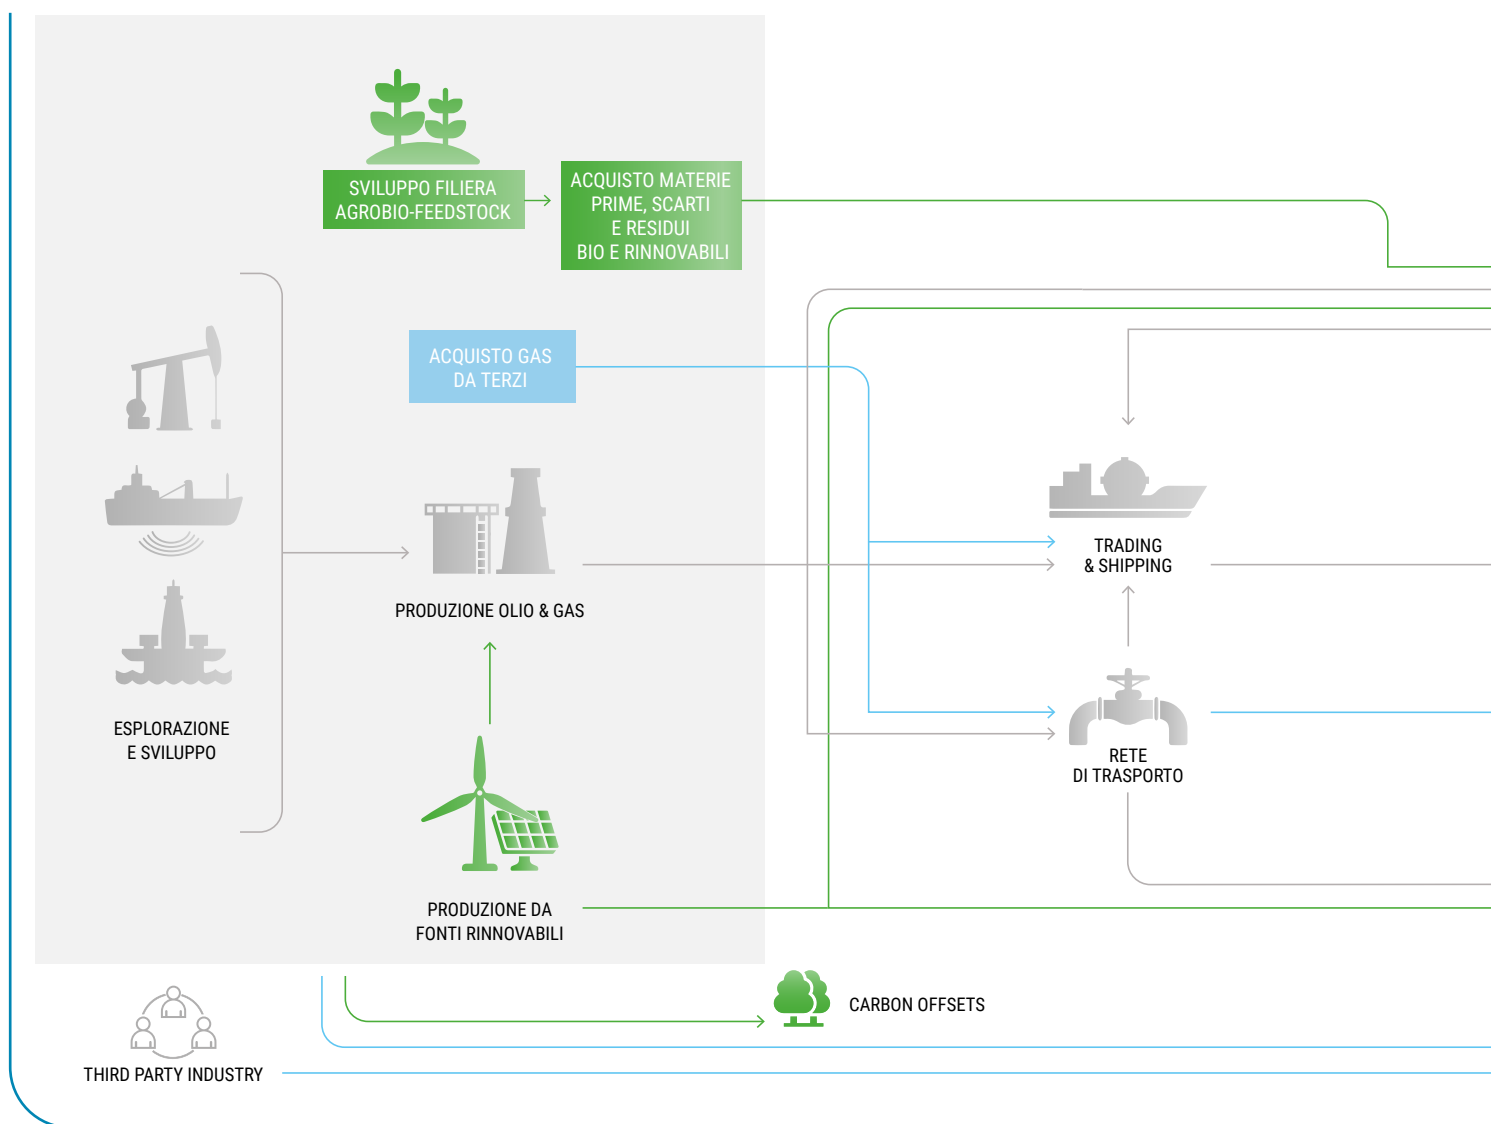 SVILUPPO FILIERA
AGROBIO-FEEDSTOCK
ACQUISTO MATERIE
PRIME, SCARTI
E RESIDUI
BIO E RINNOVABILI
ACQUISTO GAS
DA TERZI
PRODUZIONE OLIO & GAS
ESPLORAZIONE
E SVILUPPO
PRODUZIONE DA
FONTI RINNOVABILI
TRADING
& SHIPPING
RETE
DI TRASPORTO
CARBON OFFSETS
THIRD PARTY INDUSTRY